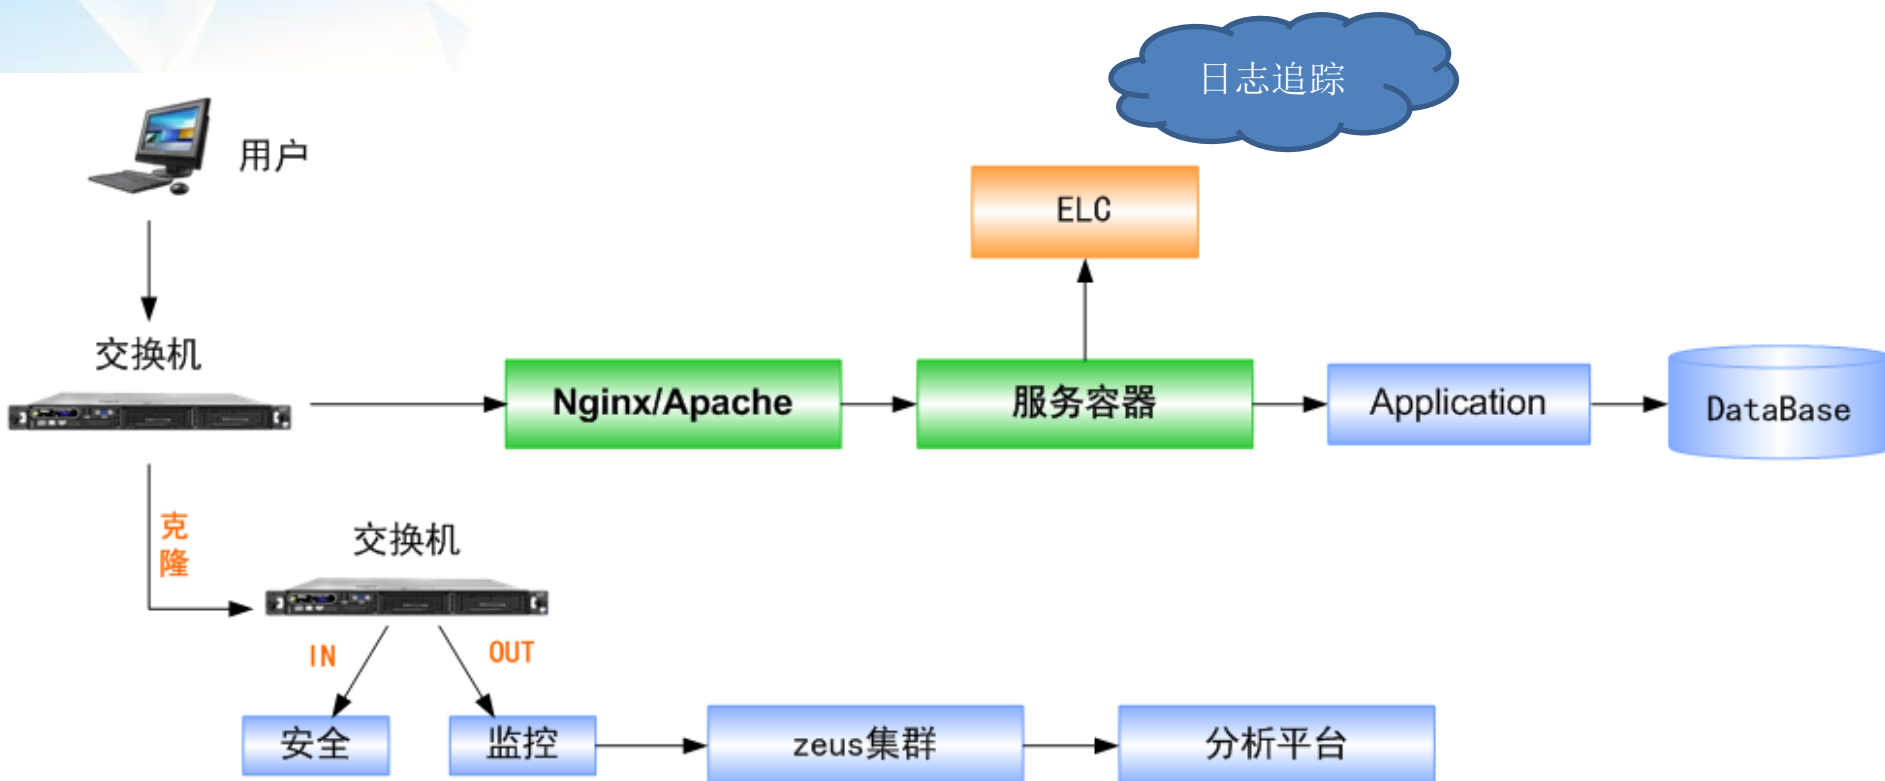 日志追踪
用户
ELC
交换机
Nginx/Apache
服务容器
Application
DataBase
克
隆
交换机
IN
OUT
安全
监控
zeus集群
分析平台